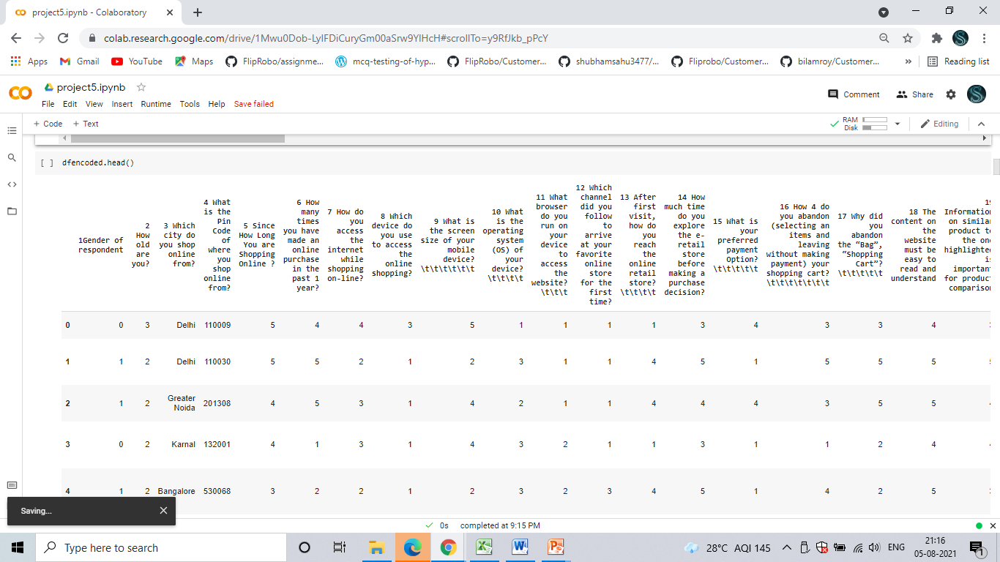 project5.ipynb - Colaboratory
colab.research.google.com/drive/1Mwu0Dob-LyIFDiCuryGm00aSrw9YlHcH#scrollTo=y9RfJkb_pPcY
Apps Gmail YouTube Maps FlipRobo/assignme... mcq-testing-of-hyp... FlipRobo/Customer... shubhamsahu3477/... Fliprobo/Customer... bilamroy/Customer... » Reading list
project5.ipynb
Comment Share
File Edit View Insert Runtime Tools Help Save failed
+ Code + Text
RAM
Disk
Editing
[ ] dfencoded.head()
1Gender of
respondent
2
How
old
are
you?
3 Which
city do
you shop
online
from?
4 What
is the
Pin
Code
of
where
you
shop
online
from?
5 Since
How Long
You are
Shopping
Online ?
6 How
many
times
you have
made an
online
purchase
in the
past 1
year?
7 How do
you
access
the
internet
while
shopping
on-line?
8 Which
device do
you use
to access
the
online
shopping?
9 What is
the screen
size of your
mobile
device?
\t\t\t\t\t\t
10 What
is the
operating
system
(OS) of
your
device?
\t\t\t\t
11 What
browser
do you
run on
your
device
to
access
the
website?
\t\t\t
12 Which
channel
did you
follow
to
arrive
at your
favorite
online
store
for the
first
time?
13 After
first
visit,
how do
you
reach
the
online
retail
store?
\t\t\t\t
14 How
much time
do you
explore
the e-
retail
store
before
making a
purchase
decision?
15 What is
your
preferred
payment
Option?
\t\t\t\t\t
16 How 4 do
you abandon
(selecting an
items and
leaving
without making
payment) your
shopping cart?
\t\t\t\t\t\t\t
17 Why did
you
abandon
the “Bag”,
“Shopping
Cart”?
\t\t\t\t\t
18 The
content on
the
website
must be
easy to
read and
understand
Information
on similar
product to
the one
highlighted
is
important
for product
comparison
0 0 3 Delhi 110009 5 4 4 3 5 1 1 1 1 3 4 3 3 4
1 1 2 Delhi 110030 5 5 2 1 2 3 1 1 4 5 1 5 5 5
2 1 2 Greater
Noida 201308 4 5 3 1 4 2 1 1 4 4 4 3 5 5
3 0 2 Karnal 132001 4 1 3 1 4 3 2 1 1 3 1 1 2 4
4 1 2 Bangalore 530068 3 2 2 1 2 3 2 3 4 5 1 4 2 5
Saving...
0s completed at 9:15 PM
Type here to search
28°C AQI 145
ENG
21:16
05-08-2021
1